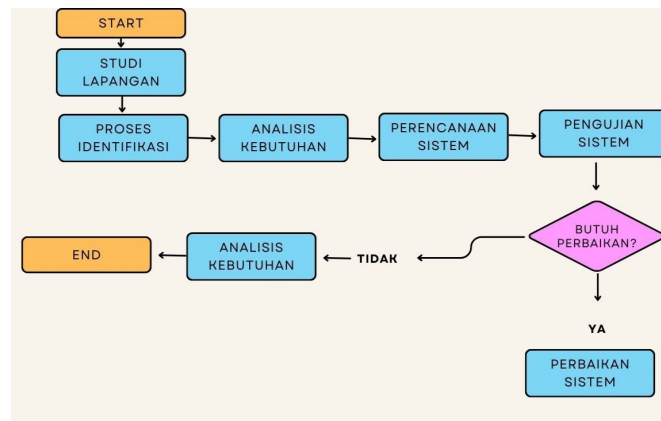 START
STUDI
LAPANGAN
PROSES
IDENTIFIKASI
ANALISIS
KEBUTUHAN
PERENCANAAN
SISTEM
PENGUJIAN
SISTEM
BUTUH
PERBAIKAN?
TIDAK
ANALISIS
KEBUTUHAN
END
YA
PERBAIKAN
SISTEM